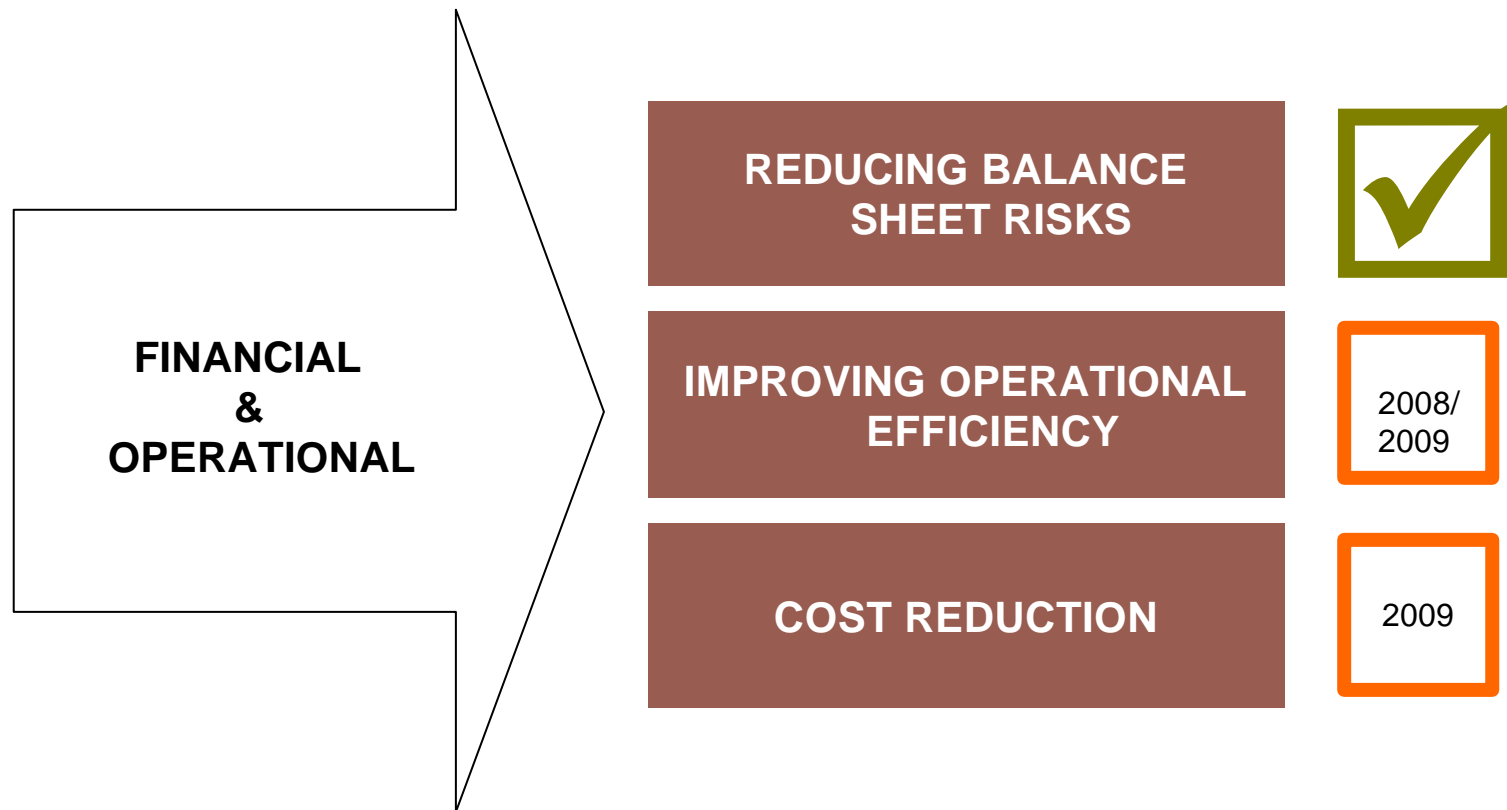 FINANCIAL
&
OPERATIONAL
REDUCING BALANCE
SHEET RISKS
IMPROVING OPERATIONAL
EFFICIENCY
2008/
2009
COST REDUCTION
2009